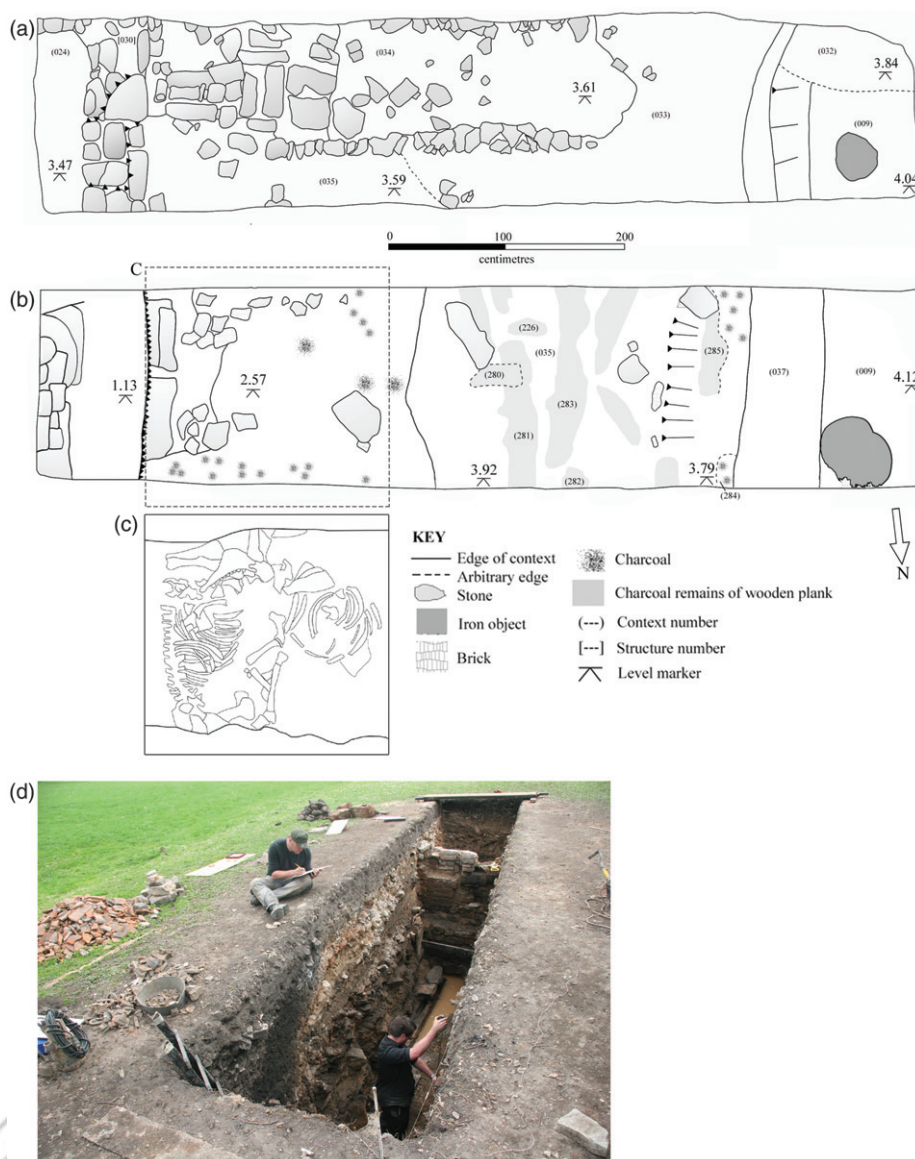 (a)
(024)
[030]
(034)
3.61
(032)
3.84
(033)
(009)
3.47
(035)
3.59
4.04
0 100 200
centimetres
C
(b)
(226)
(035)
(280)
(285)
(037)
(009)
1.13
2.57
4.12
(283)
(281)
3.92
(282)
3.79
(284)
(c)
N
KEY
Edge of context
Arbitrary edge
Stone
Iron object
Brick
Charcoal
Charcoal remains of wooden plank
(---) Context number
[---] Structure number
Level marker
(d)